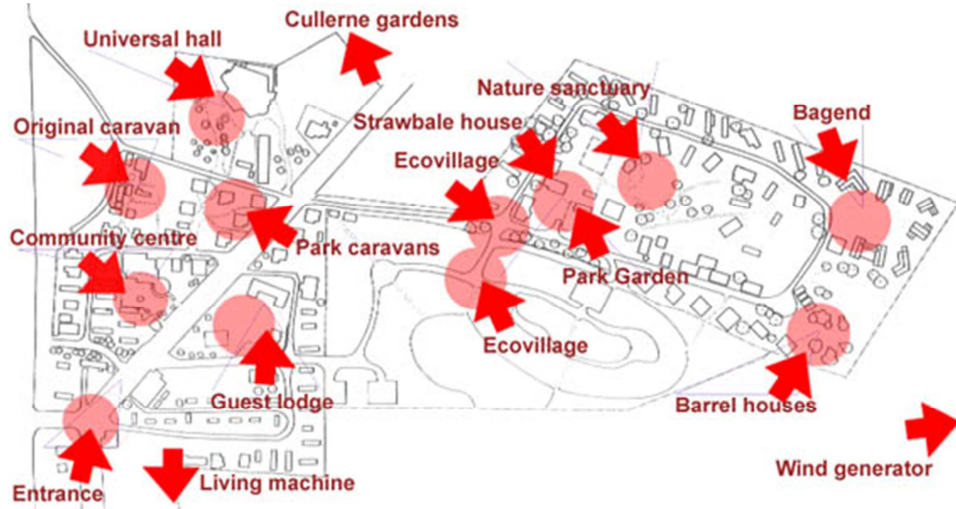 Cullerne gardens
Universal hall
Nature sanctuary
Strawbale house
Bagend
Original caravan
Ecovillage
Community centre
Park caravans
Park Garden
Ecovillage
Guest lodge
Barrel houses
Wind generator
Entrance
Living machine